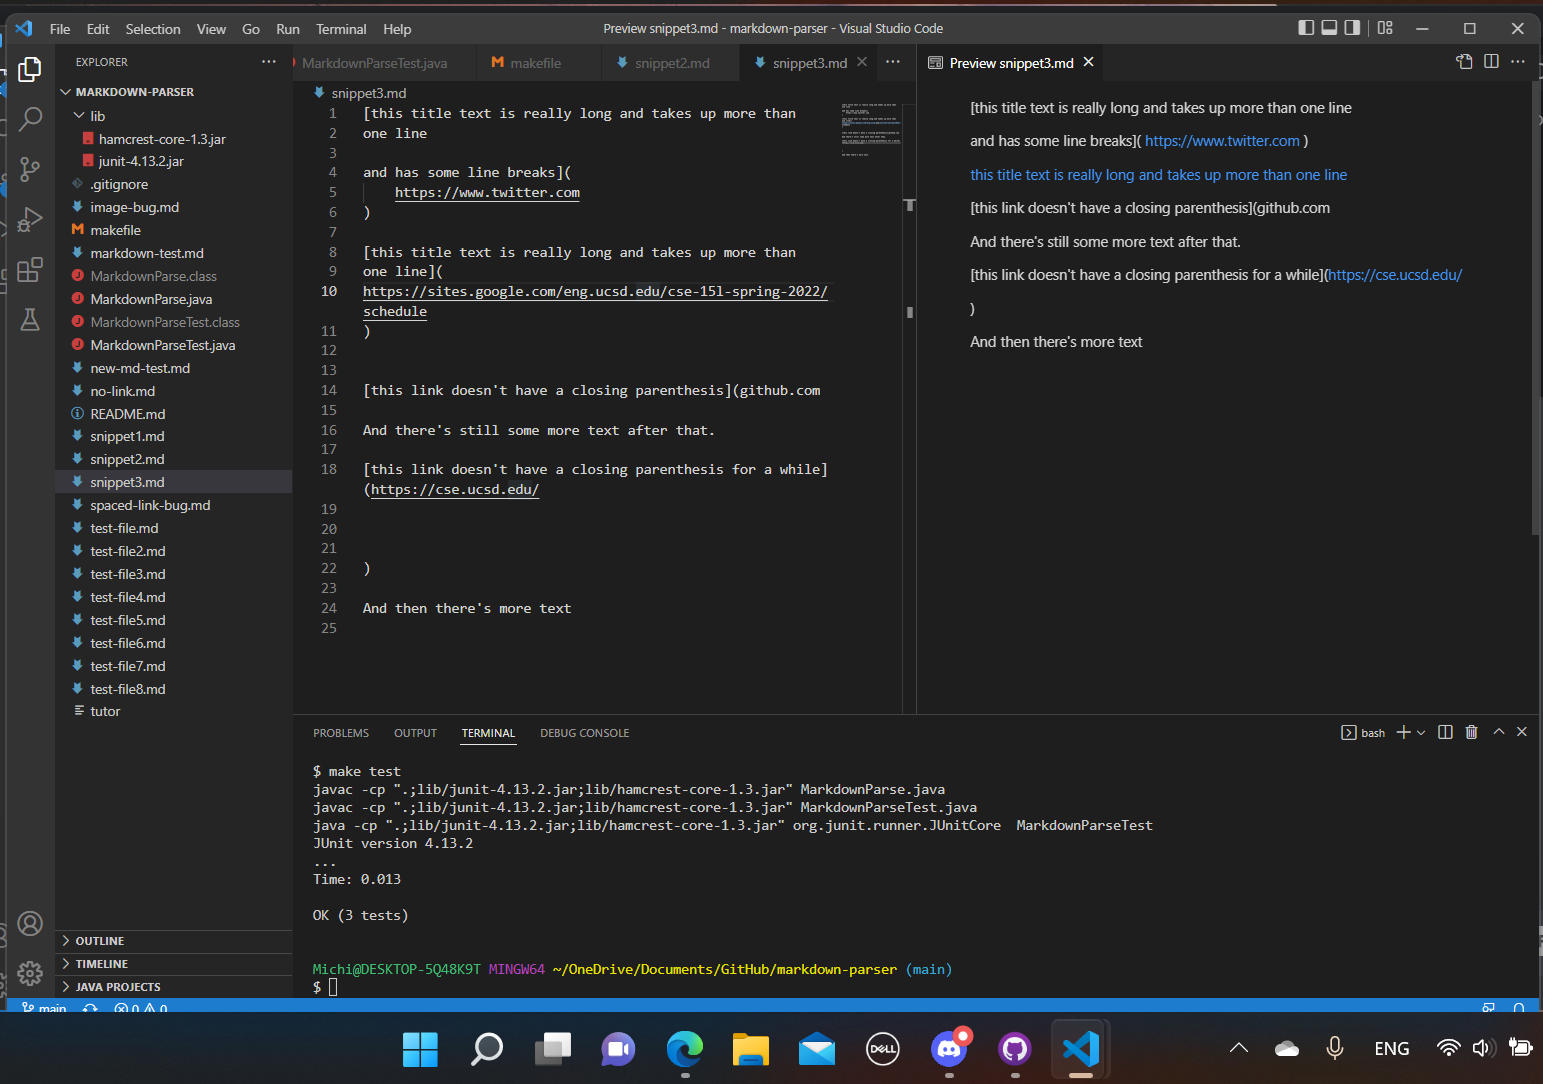 File Edit Selection View Go Run Terminal Help
Preview snippet3.md - markdown-parser - Visual Studio Code
EXPLORER
MARKDOWN-PARSER
lib
hamcrest-core-1.3.jar
junit-4.13.2.jar
.gitignore
image-bug.md
makefile
markdown-test.md
MarkdownParse.class
MarkdownParse.java
MarkdownParseTest.class
MarkdownParseTest.java
new-md-test.md
no-link.md
README.md
snippet1.md
snippet2.md
snippet3.md
spaced-link-bug.md
test-file.md
test-file2.md
test-file3.md
test-file4.md
test-file5.md
test-file6.md
test-file7.md
test-file8.md
tutor
OUTLINE
TIMELINE
JAVA PROJECTS
MarkdownParseTest.java makefile snippet2.md snippet3.md
snippet3.md
1 [this title text is really long and takes up more than
2 one line
3
4 and has some line breaks](
5 https://www.twitter.com
6 )
7
8 [this title text is really long and takes up more than
9 one line](
10 https://sites.google.com/eng.ucsd.edu/cse-15l-spring-2022/
schedule
11 )
12
13
14 [this link doesn't have a closing parenthesis](github.com
15
16 And there's still some more text after that.
17
18 [this link doesn't have a closing parenthesis for a while]
(https://cse.ucsd.edu/
19
20
21
22 )
23
24 And then there's more text
25
Preview snippet3.md
[this title text is really long and takes up more than one line
and has some line breaks]( https://www.twitter.com )
this title text is really long and takes up more than one line
[this link doesn't have a closing parenthesis](github.com
And there's still some more text after that.
[this link doesn't have a closing parenthesis for a while](https://cse.ucsd.edu/
)
And then there's more text
PROBLEMS OUTPUT TERMINAL DEBUG CONSOLE
bash
$ make test
javac -cp ".;lib/junit-4.13.2.jar;lib/hamcrest-core-1.3.jar" MarkdownParse.java
javac -cp ".;lib/junit-4.13.2.jar;lib/hamcrest-core-1.3.jar" MarkdownParseTest.java
java -cp ".;lib/junit-4.13.2.jar;lib/hamcrest-core-1.3.jar" org.junit.runner.JUnitCore  MarkdownParseTest
JUnit version 4.13.2
...
Time: 0.013
OK (3 tests)
Michi@DESKTOP-5Q48K9T MINGW64 ~/OneDrive/Documents/GitHub/markdown-parser (main)
$
main 0 0
DELL
ENG